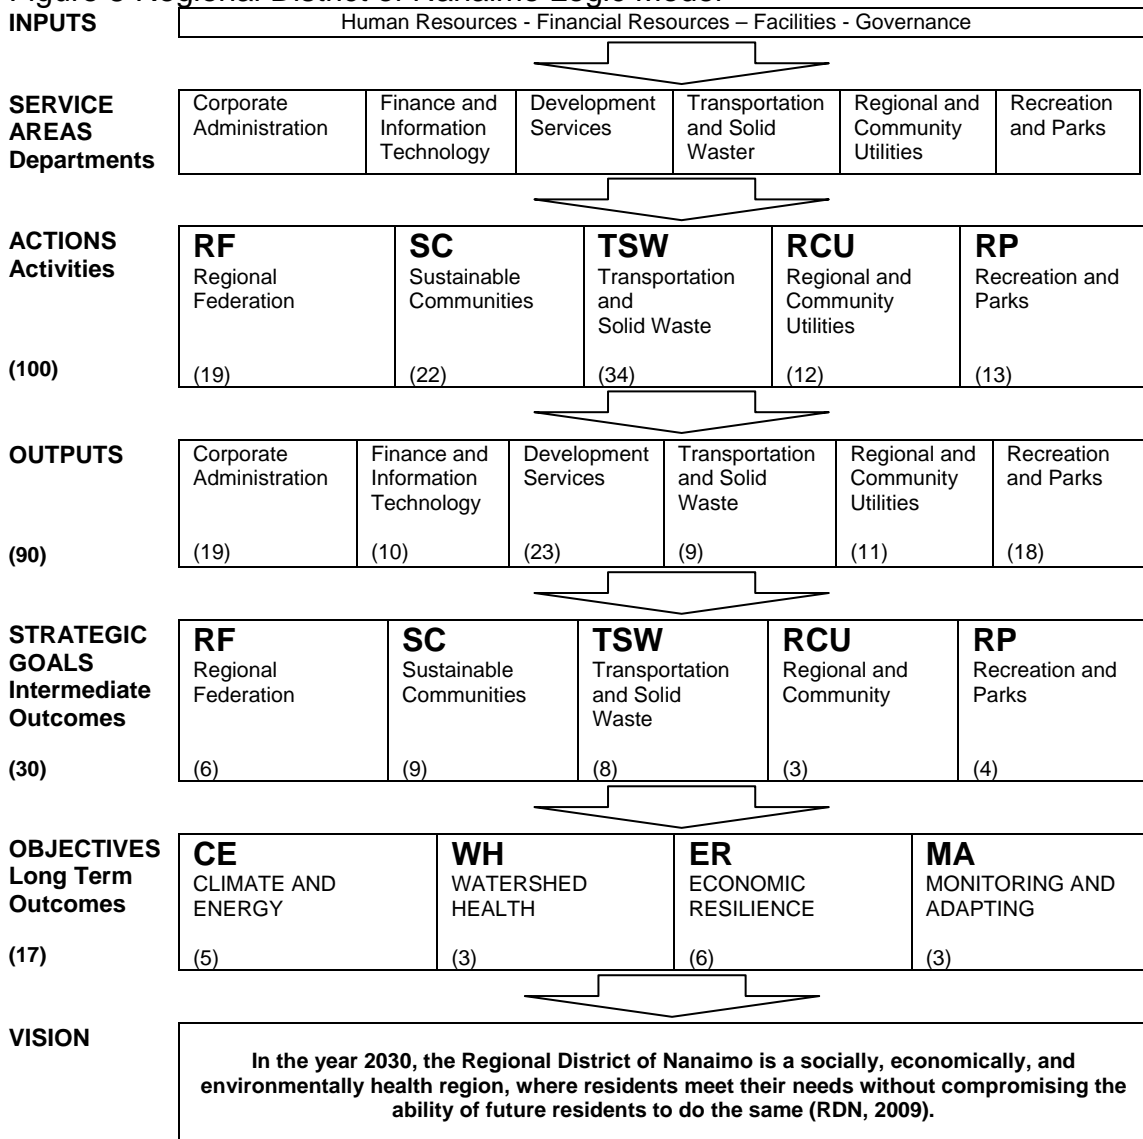 Figure 3 Regional District of Nanaimo Logic Model
INPUTS
Human Resources - Financial Resources – Facilities - Governance
SERVICE
AREAS
Departments
Corporate
Administration
Finance and
Information
Technology
Development
Services
Transportation
and Solid
Waster
Regional and
Community
Utilities
Recreation
and Parks
ACTIONS
Activities
(100)
RF
Regional
Federation
(19)
SC
Sustainable
Communities
(22)
TSW
Transportation
and
Solid Waste
(34)
RCU
Regional and
Community
Utilities
(12)
RP
Recreation and
Parks
(13)
OUTPUTS
(90)
Corporate
Administration
(19)
Finance and
Information
Technology
(10)
Development
Services
(23)
Transportation
and Solid
Waste
(9)
Regional and
Community
Utilities
(11)
Recreation
and Parks
(18)
STRATEGIC
GOALS
Intermediate
Outcomes
(30)
RF
Regional
Federation
(6)
SC
Sustainable
Communities
(9)
TSW
Transportation
and Solid
Waste
(8)
RCU
Regional and
Community
(3)
RP
Recreation and
Parks
(4)
OBJECTIVES
Long Term
Outcomes
(17)
CE
CLIMATE AND
ENERGY
(5)
WH
WATERSHED
HEALTH
(3)
ER
ECONOMIC
RESILIENCE
(6)
MA
MONITORING AND
ADAPTING
(3)
VISION
In the year 2030, the Regional District of Nanaimo is a socially, economically, and
environmentally health region, where residents meet their needs without compromising the
ability of future residents to do the same (RDN, 2009).